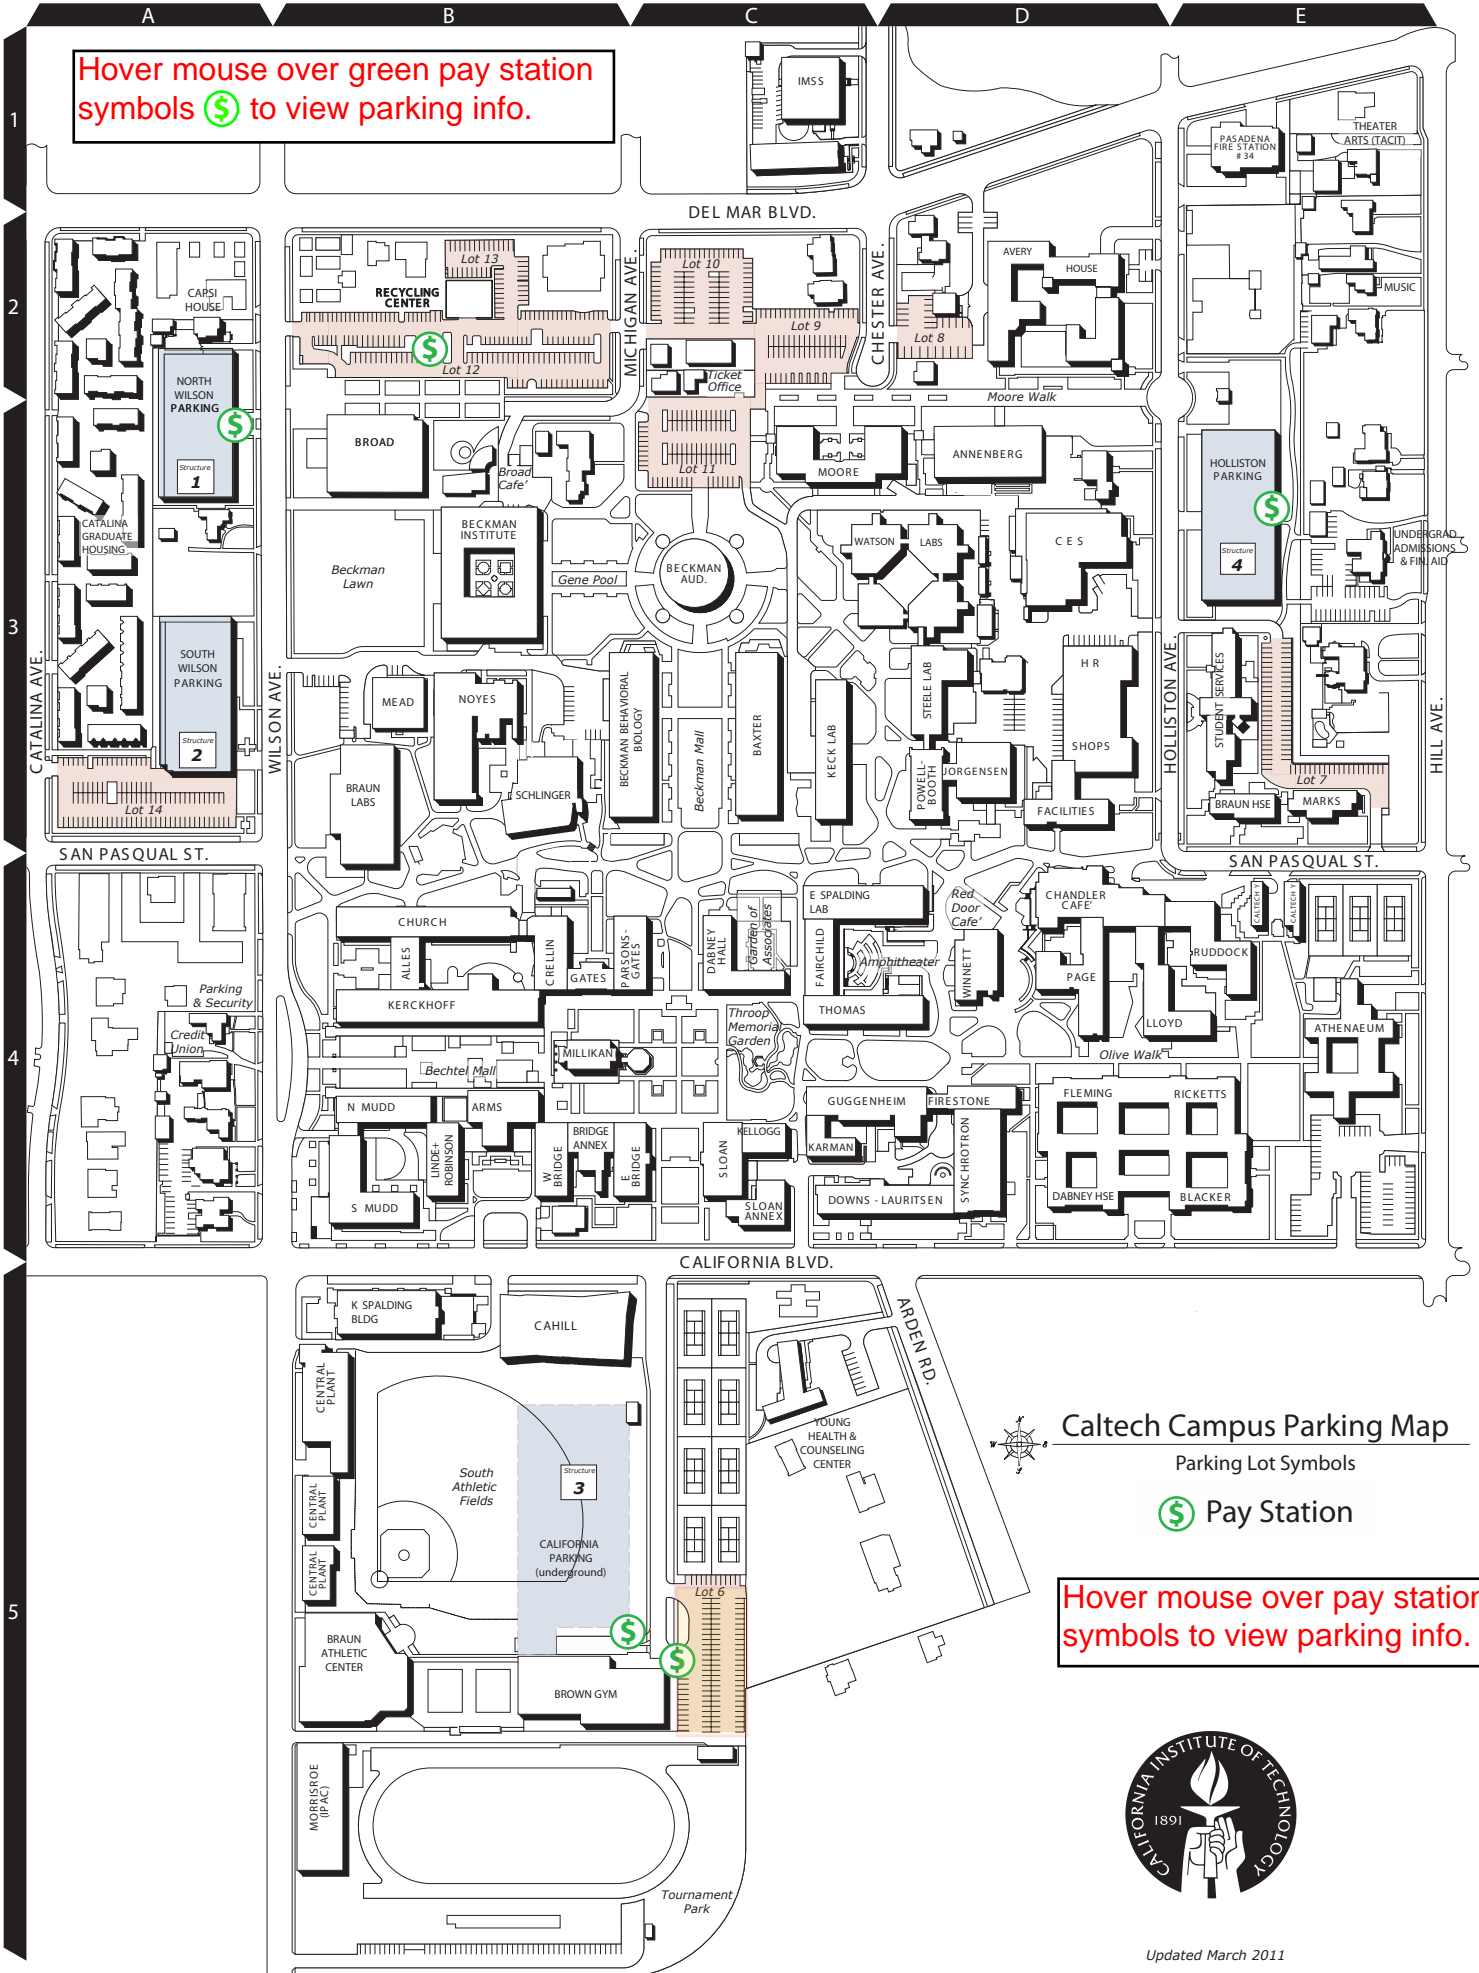 A
B
C
D
E
1
Hover mouse over green pay station
symbols $ to view parking info.
IMSS
PASADENA
FIRE STATION
# 34
THEATER
ARTS (TACIT)
DEL MAR BLVD.
2
CAPSI
HOUSE
Lot 13
RECYCLING
CENTER
$
Lot 12
MICHIGAN AVE.
Lot 10
Lot 9
Ticket
Office
CHESTER AVE.
Lot 8
AVERY
HOUSE
MUSIC
NORTH
WILSON
PARKING
$
Structure
1
BROAD
Broad
Cafe'
Lot 11
MOORE
Moore Walk
ANNENBERG
HOLLISTON
PARKING
$
Structure
4
CATALINA
GRADUATE
HOUSING
BECKMAN
INSTITUTE
Beckman
Lawn
Gene Pool
BECKMAN
AUD.
WATSON
LABS
C E S
UNDERGRAD
ADMISSIONS
& FIN. AID
3
CATALINA AVE.
SOUTH
WILSON
PARKING
Structure
2
Lot 14
WILSON AVE.
MEAD
NOYES
BRAUN
LABS
SCHLINGER
BECKMAN BEHAVIORAL
BIOLOGY
Beckman Mall
BAXTER
KECK LAB
STEELE LAB
POWELL-
BOOTH
JORGENSEN
H R
SHOPS
FACILITIES
HOLLISTON AVE.
STUDENT SERVICES
Lot 7
BRAUN HSE
MARKS
HILL AVE.
SAN PASQUAL ST.
SAN PASQUAL ST.
4
CHURCH
ALLES
CRELLIN
GATES
PARSONS -
GATES
KERCKHOFF
DABNEY
HALL
Garden of
Associates
E SPALDING
LAB
FAIRCHILD
Amphitheater
THOMAS
Red
Door
Cafe'
WINNETT
CHANDLER
CAFE'
PAGE
LLOYD
RUDDOCK
CALTECH Y
CALTECH Y
ATHENAEUM
Parking
& Security
Credit
Union
MILLIKAN
Bechtel Mall
Throop
Memorial
Garden
Olive Walk
N MUDD
ARMS
LINDE+
ROBINSON
S MUDD
W
BRIDGE
BRIDGE
ANNEX
E
BRIDGE
SLOAN
KELLOGG
SLOAN
ANNEX
GUGGENHEIM
FIRESTONE
KARMAN
DOWNS - LAURITSEN
SYNCHROTRON
FLEMING
RICKETTS
DABNEY HSE
BLACKER
CALIFORNIA BLVD.
5
K SPALDING
BLDG
CAHILL
ARDEN RD.
CENTRAL
PLANT
CENTRAL
PLANT
CENTRAL
PLANT
South
Athletic
Fields
Structure
3
CALIFORNIA
PARKING
(underground)
$
YOUNG
HEALTH &
COUNSELING
CENTER
Lot 6
$
BRAUN
ATHLETIC
CENTER
BROWN GYM
MORRISROE
(IPAC)
Tournament
Park
N
W
E
S
Caltech Campus Parking Map
Parking Lot Symbols
$ Pay Station
Hover mouse over pay station
symbols to view parking info.
CALIFORNIA INSTITUTE OF TECHNOLOGY
1891
Updated March 2011